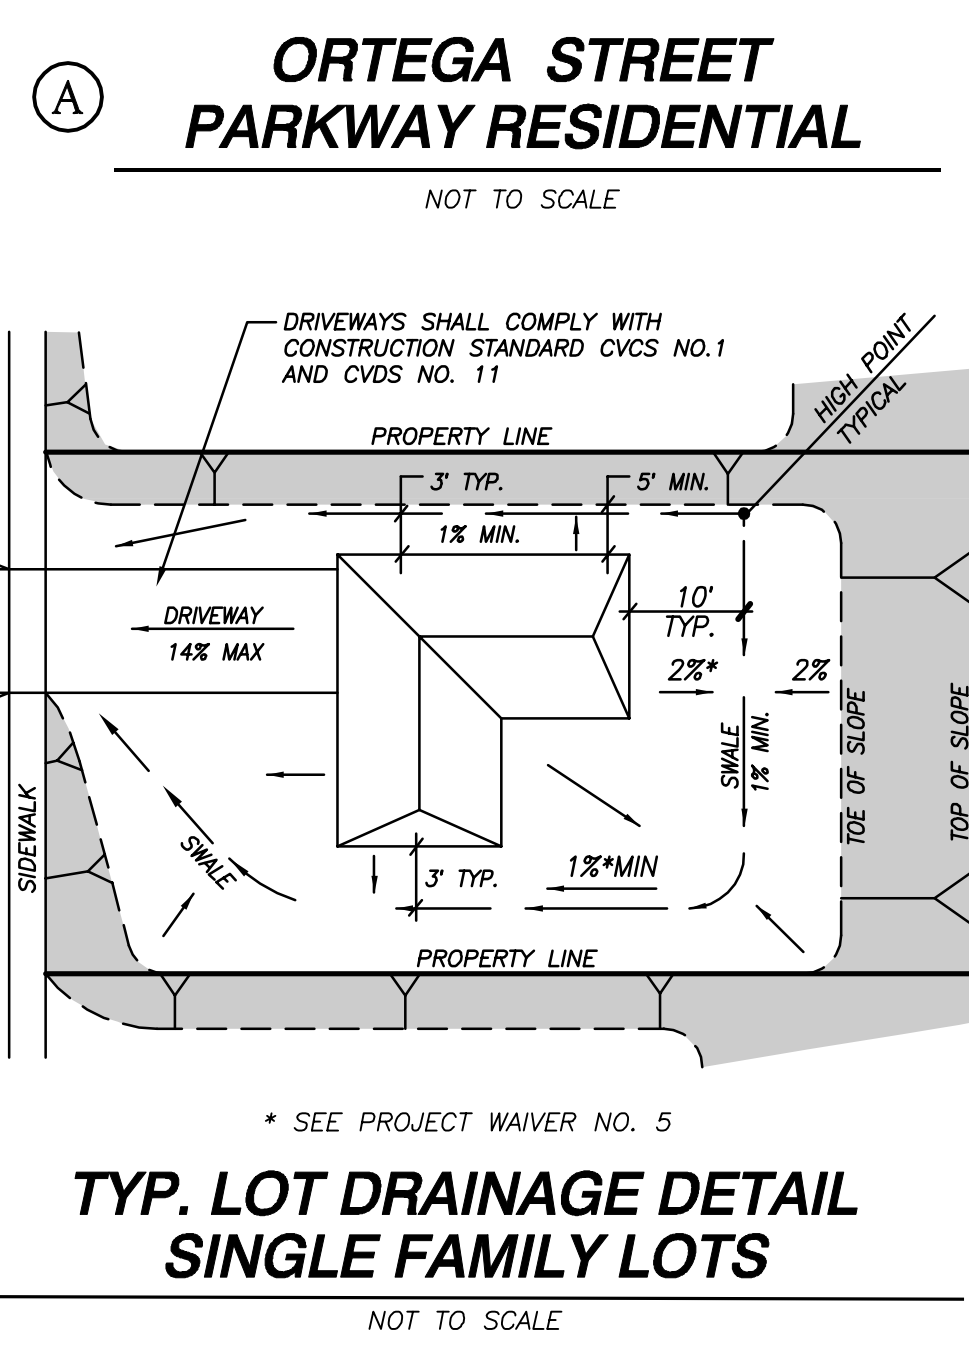 A
ORTEGA STREET
PARKWAY RESIDENTIAL
NOT TO SCALE
DRIVEWAYS SHALL COMPLY WITH
CONSTRUCTION STANDARD CVCS NO.1
AND CVDS NO. 11
HIGH POINT
TYPICAL
PROPERTY LINE
3' TYP.
5' MIN.
1% MIN.
10'
TYP.
DRIVEWAY
14% MAX
2%*
2%
SWALE
1% MIN.
TOE OF SLOPE
TOP OF SLOPE
SIDEWALK
SWALE
3' TYP.
1%*MIN
PROPERTY LINE
* SEE PROJECT WAIVER NO. 5
TYP. LOT DRAINAGE DETAIL
SINGLE FAMILY LOTS
NOT TO SCALE